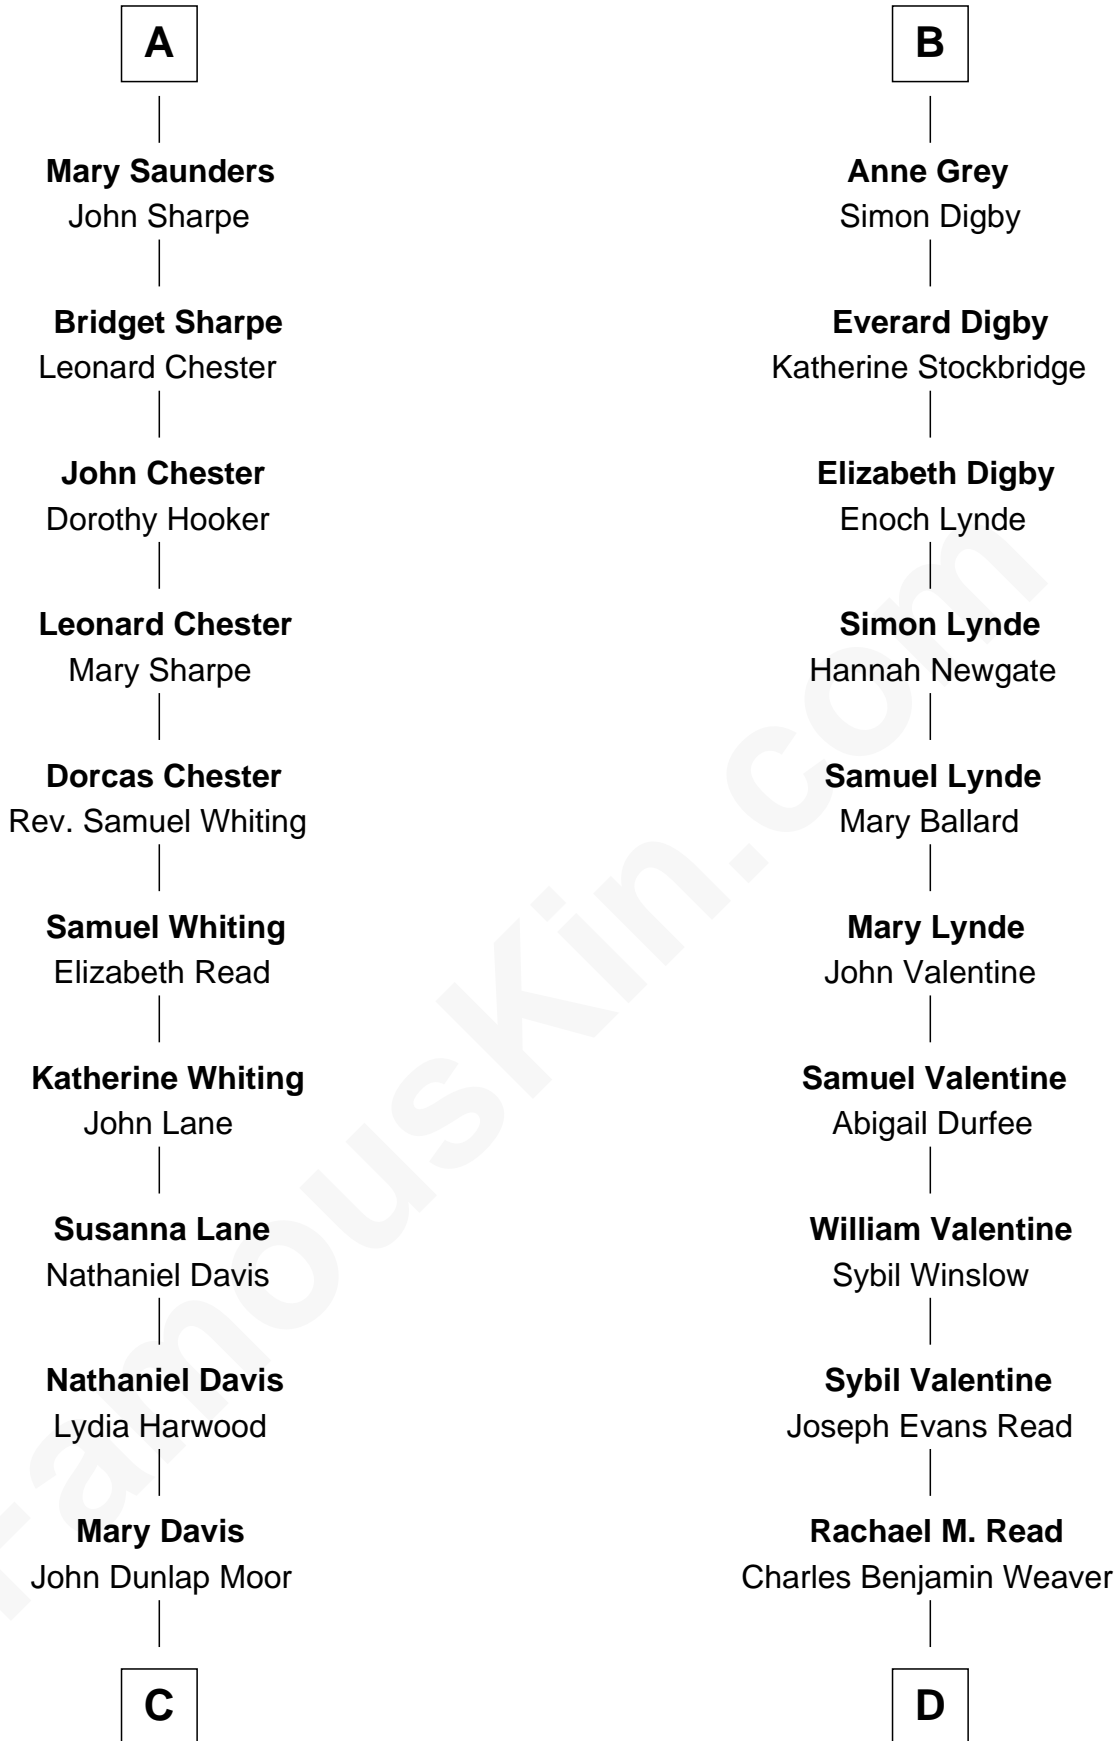 A
Mary Saunders
John Sharpe
Bridget Sharpe
Leonard Chester
John Chester
Dorothy Hooker
Leonard Chester
Mary Sharpe
Dorcas Chester
Rev. Samuel Whiting
Samuel Whiting
Elizabeth Read
Katherine Whiting
John Lane
Susanna Lane
Nathaniel Davis
Nathaniel Davis
Lydia Harwood
Mary Davis
John Dunlap Moor
C
B
Anne Grey
Simon Digby
Everard Digby
Katherine Stockbridge
Elizabeth Digby
Enoch Lynde
Simon Lynde
Hannah Newgate
Samuel Lynde
Mary Ballard
Mary Lynde
John Valentine
Samuel Valentine
Abigail Durfee
William Valentine
Sybil Winslow
Sybil Valentine
Joseph Evans Read
Rachael M. Read
Charles Benjamin Weaver
D
FamousKin.com